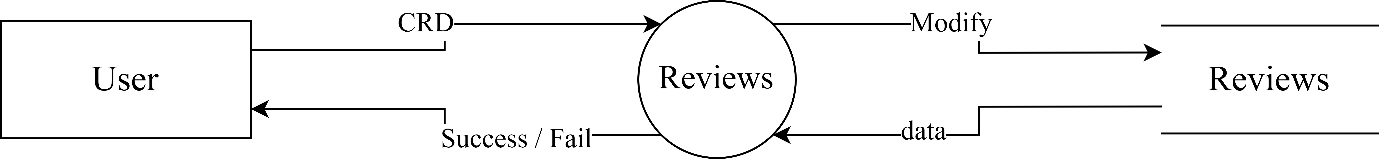 CRD
Modify
User
Reviews
Reviews
Success / Fail
data